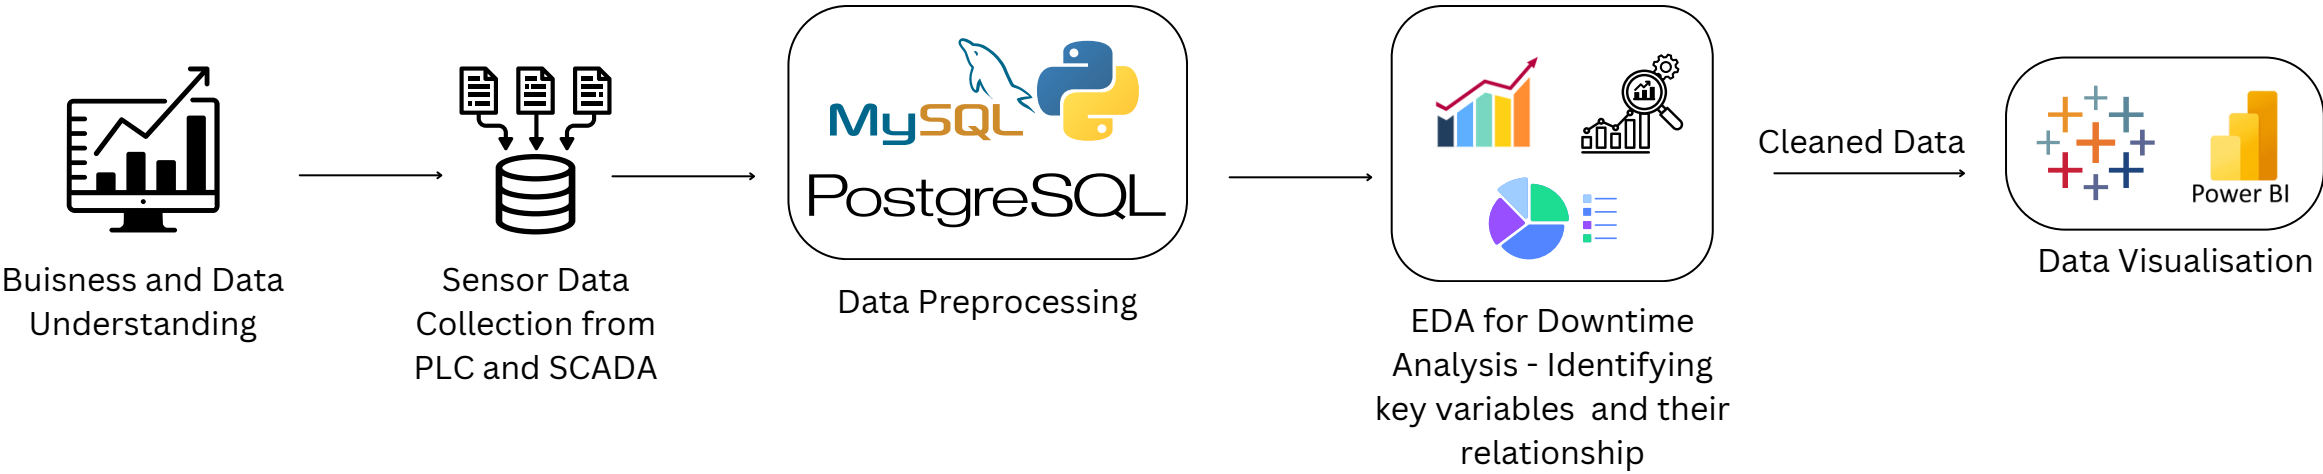 Buisness and Data
Understanding
Sensor Data
Collection from
PLC and SCADA
MySQL
PostgreSQL
Data Preprocessing
EDA for Downtime
Analysis - Identifying
key variables  and their
relationship
Cleaned Data
Power BI
Data Visualisation